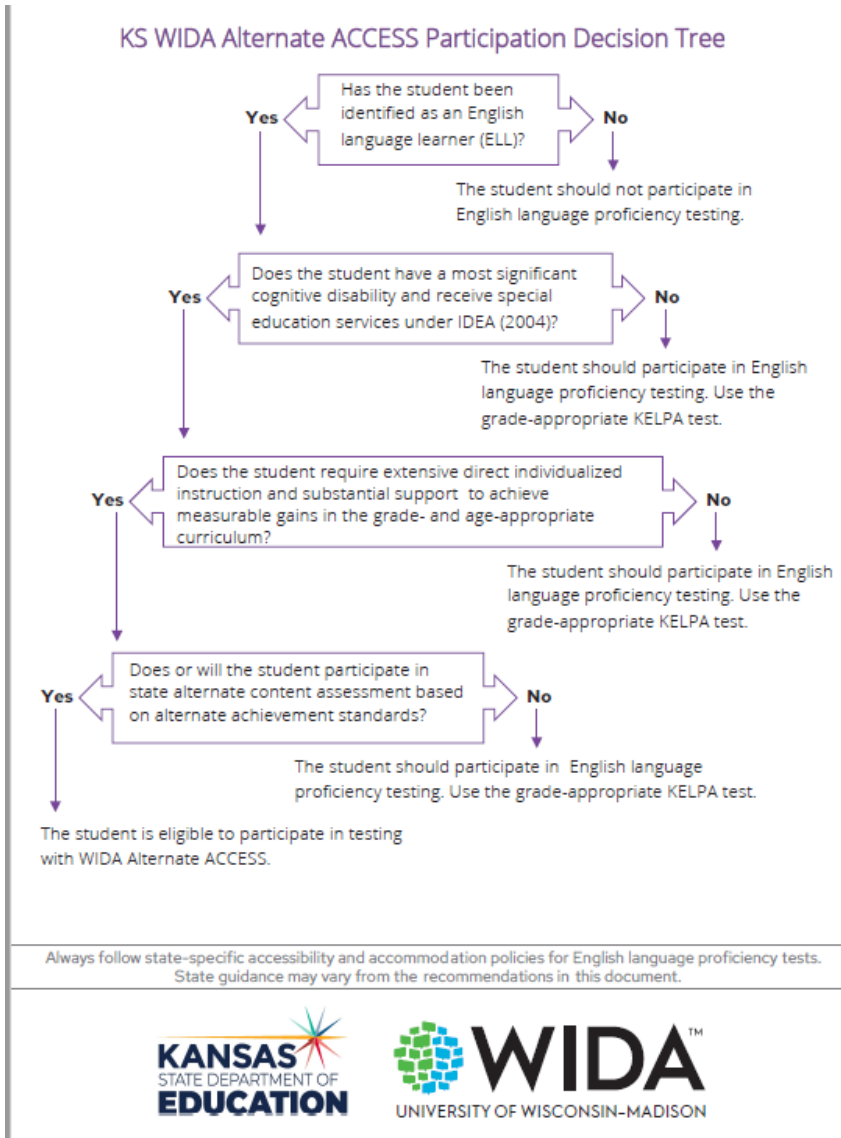 KS WIDA Alternate ACCESS Participation Decision Tree
Has the student been
identified as an English
language learner (ELL)?
Yes
No
The student should not participate in
English language proficiency testing.
Does the student have a most significant
cognitive disability and receive special
education services under IDEA (2004)?
Yes
No
The student should participate in English
language proficiency testing. Use the
grade-appropriate KELPA test.
Does the student require extensive direct individualized
instruction and substantial support to achieve
measurable gains in the grade- and age-appropriate
curriculum?
Yes
No
The student should participate in English
language proficiency testing. Use the
grade-appropriate KELPA test.
Does or will the student participate in
state alternate content assessment based
on alternate achievement standards?
Yes
No
The student should participate in English language
proficiency testing. Use the grade-appropriate KELPA test.
The student is eligible to participate in testing
with WIDA Alternate ACCESS.
Always follow state-specific accessibility and accommodation policies for English language proficiency tests.
State guidance may vary from the recommendations in this document.
KANSAS
STATE DEPARTMENT OF
EDUCATION
WIDA™
UNIVERSITY OF WISCONSIN–MADISON